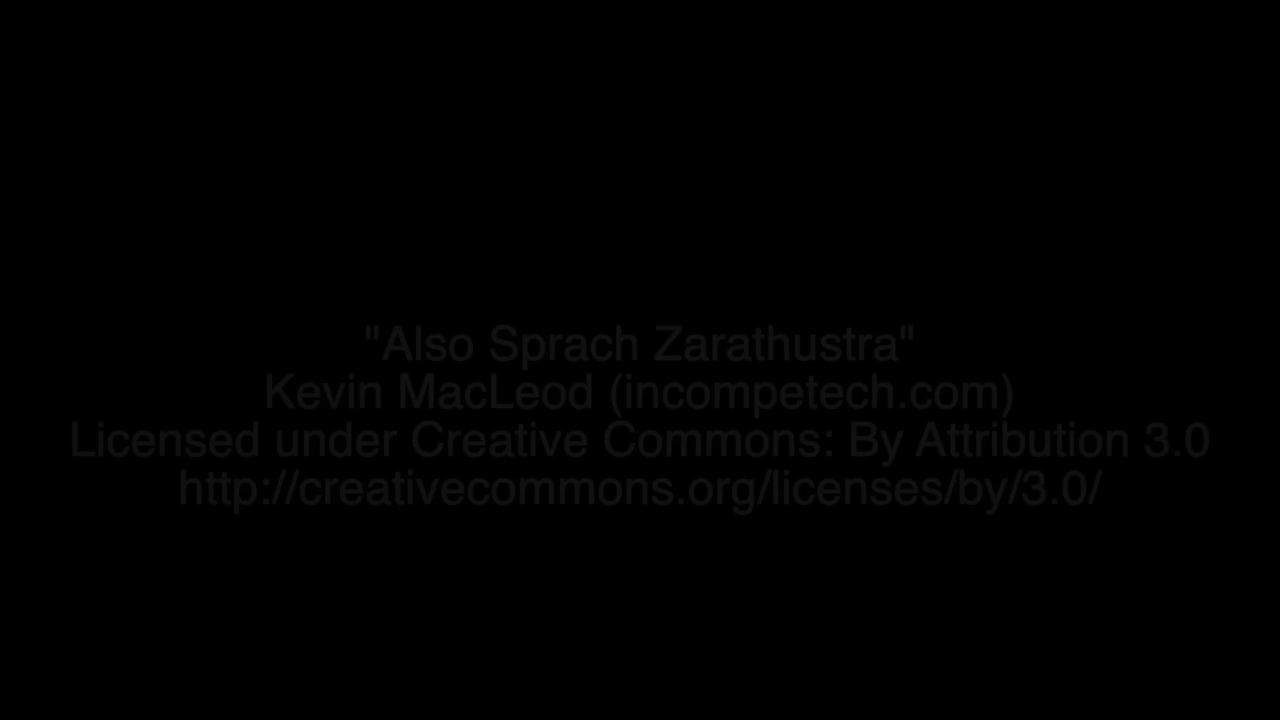 "Also Sprach Zarathustra"
Kevin MacLeod (incompetech.com)
Licensed under Creative Commons: By Attribution 3.0
http://creativecommons.org/licenses/by/3.0/